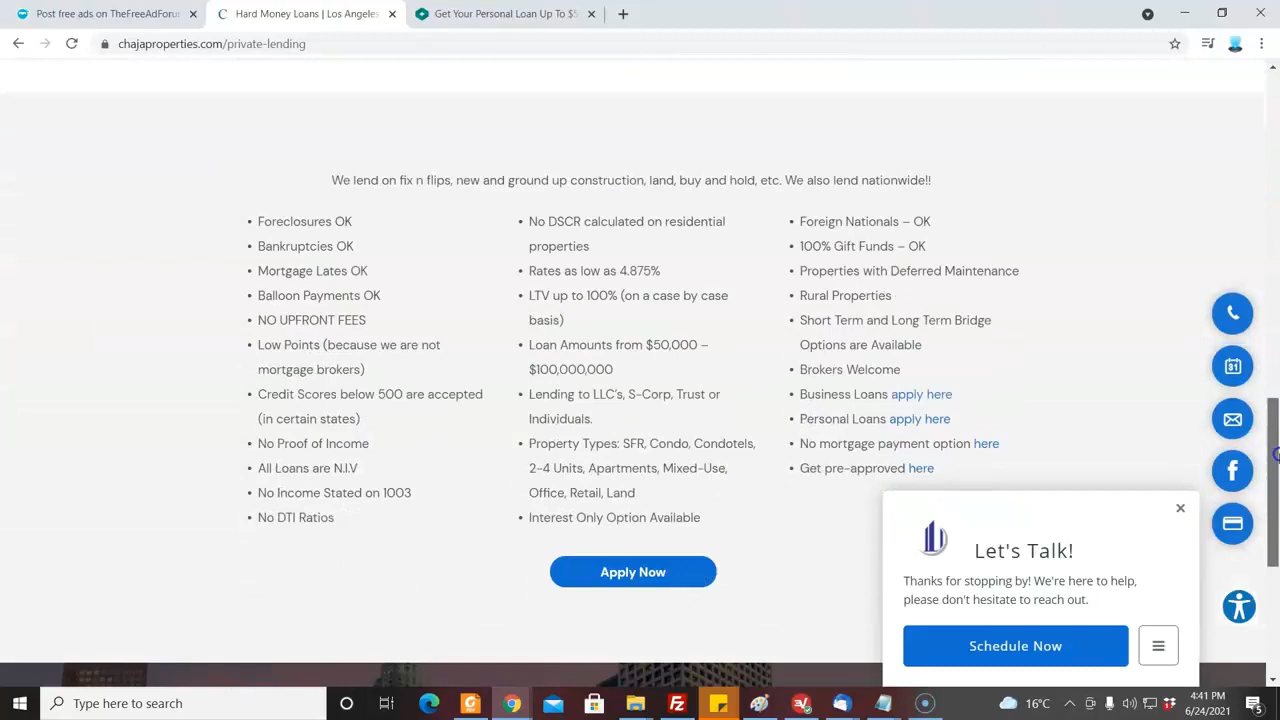 Post free ads on TheFreeAdForu
Hard Money Loans | Los Angeles
Get Your Personal Loan Up To $5
chajaproperties.com/private-lending
We lend on fix n flips, new and ground up construction, land, buy and hold, etc. We also lend nationwide!!
• Foreclosures OK
• Bankruptcies OK
• Mortgage Lates OK
• Balloon Payments OK
• NO UPFRONT FEES
• Low Points (because we are not
mortgage brokers)
• Credit Scores below 500 are accepted
(in certain states)
• No Proof of Income
• All Loans are N.I.V
• No Income Stated on 1003
• No DTI Ratios
• No DSCR calculated on residential
properties
• Rates as low as 4.875%
• LTV up to 100% (on a case by case
basis)
• Loan Amounts from $50,000 –
$100,000,000
• Lending to LLC's, S-Corp, Trust or
Individuals.
• Property Types: SFR, Condo, Condotels,
2-4 Units, Apartments, Mixed-Use,
Office, Retail, Land
• Interest Only Option Available
• Foreign Nationals – OK
• 100% Gift Funds – OK
• Properties with Deferred Maintenance
• Rural Properties
• Short Term and Long Term Bridge
Options are Available
• Brokers Welcome
• Business Loans apply here
• Personal Loans apply here
• No mortgage payment option here
• Get pre-approved here
Apply Now
31
Let's Talk!
Thanks for stopping by! We're here to help,
please don't hesitate to reach out.
Schedule Now
Type here to search
16°C
4:41 PM
6/24/2021
5